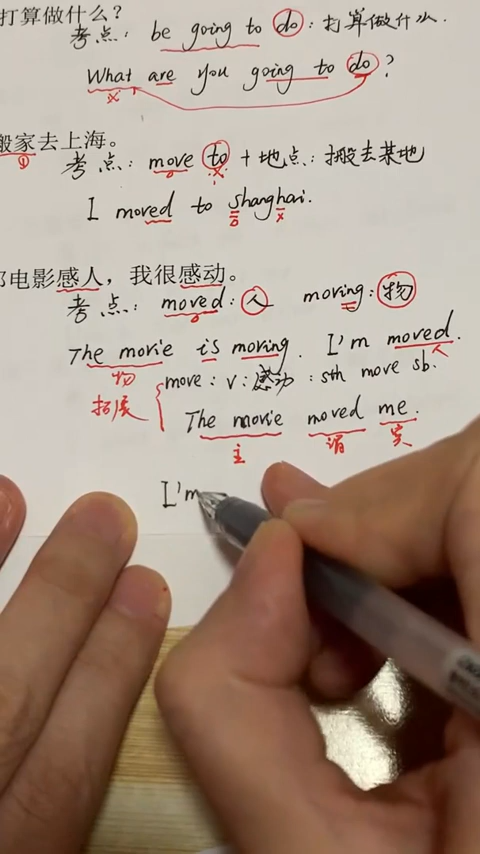 打算做什么?
考点: be going to do: 打算做什么.
What are you going to do?
x
搬家去上海。
① 考点: move to + 地点: 搬去某地
I moved to shanghai.
x
电影感人，我很感动。
考点: moved: 人 moving: 物
The movie is moving. I'm moved.
物 人
拓展 move: v: 感动: sth move sb.
The movie moved me.
主 谓 宾
I'm